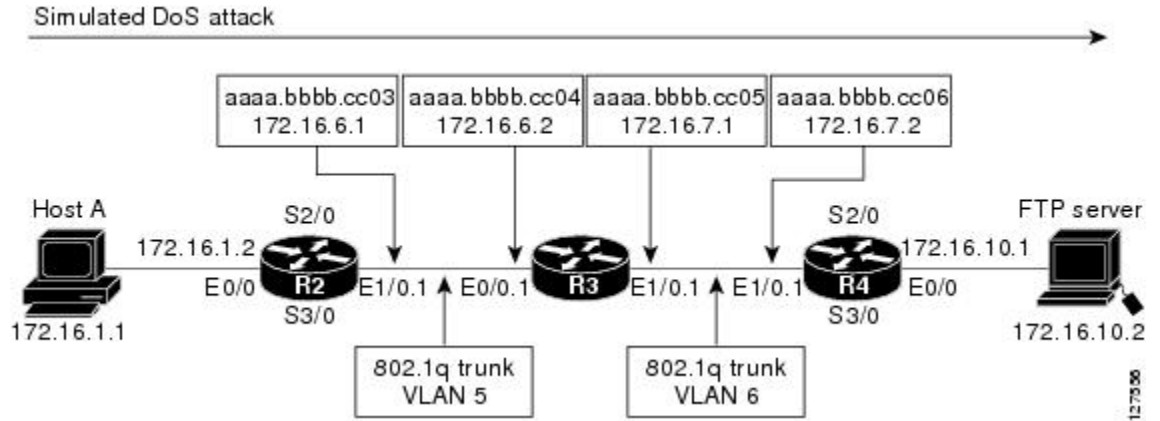 Simulated DoS attack
aaaa.bbbb.cc03
172.16.6.1
aaaa.bbbb.cc04
172.16.6.2
aaaa.bbbb.cc05
172.16.7.1
aaaa.bbbb.cc06
172.16.7.2
Host A
S2/0
S2/0
FTP server
172.16.1.2
172.16.10.1
E0/0
R2
E1/0.1
E0/0.1
R3
E1/0.1
E1/0.1
R4
E0/0
172.16.1.1
S3/0
S3/0
172.16.10.2
802.1q trunk
VLAN 5
802.1q trunk
VLAN 6
127556